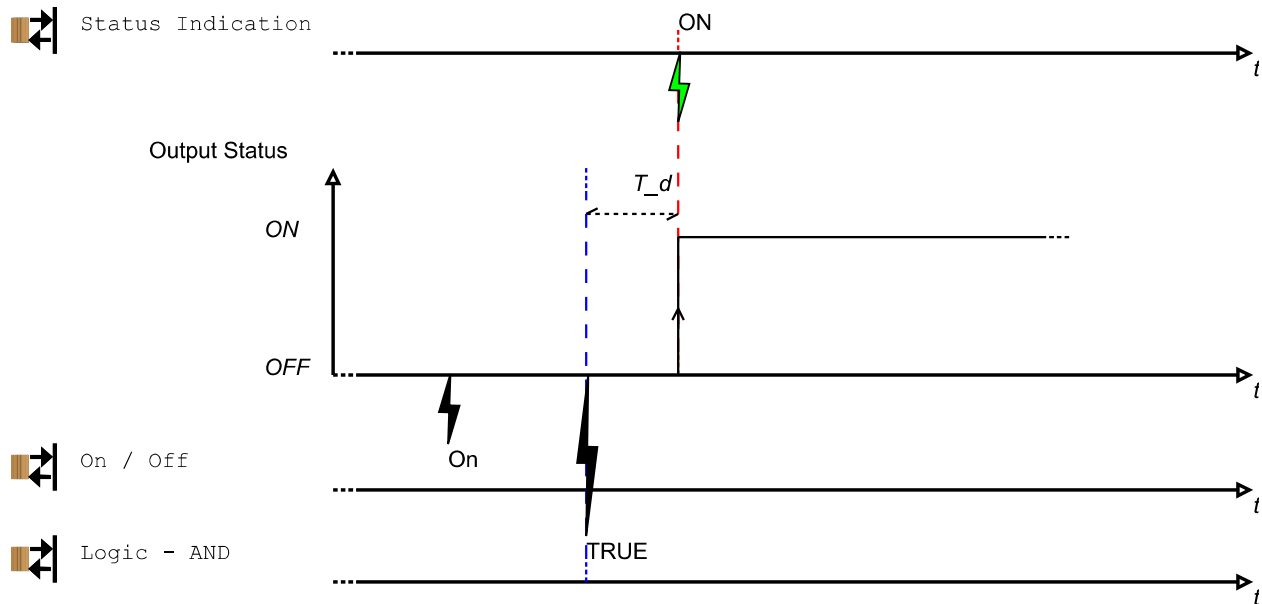 Status Indication
ON
t
Output Status
T_d
ON
OFF
t
On / Off
On
t
Logic - AND
TRUE
t